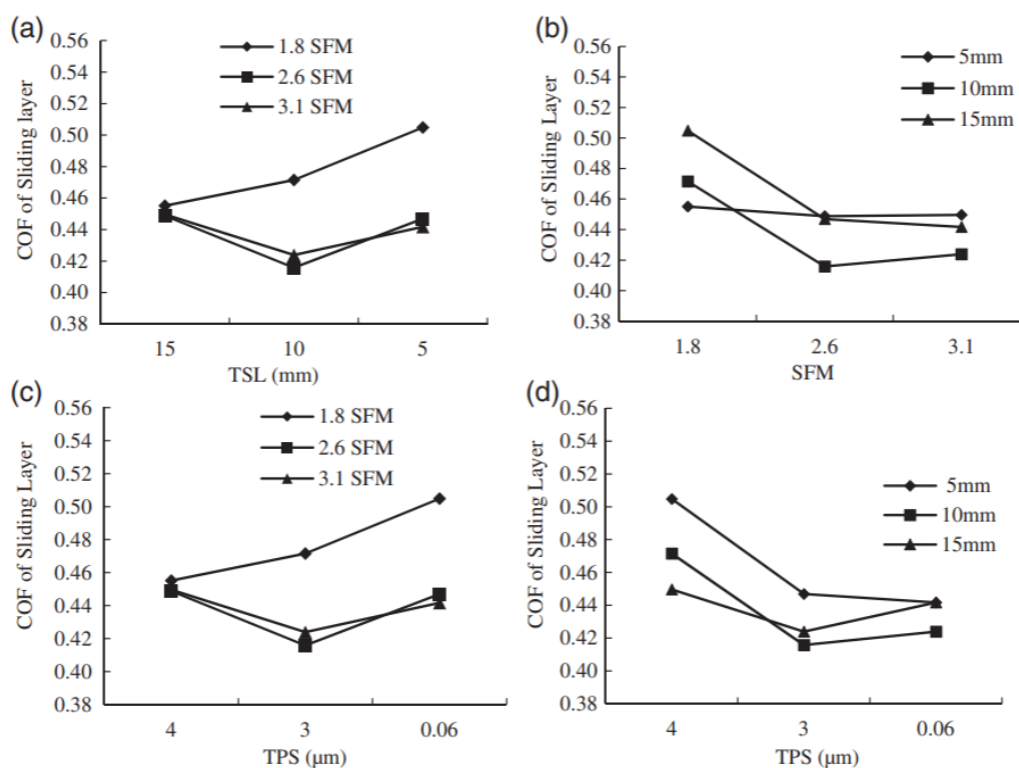 (a)
0.56
0.54
0.52
0.50
0.48
0.46
0.44
0.42
0.40
0.38
COF of Sliding layer
1.8 SFM
2.6 SFM
3.1 SFM
15 10 5
TSL (mm)
(b)
0.56
0.54
0.52
0.50
0.48
0.46
0.44
0.42
0.40
0.38
COF of Sliding Layer
5mm
10mm
15mm
1.8 2.6 3.1
SFM
(c)
0.56
0.54
0.52
0.50
0.48
0.46
0.44
0.42
0.40
0.38
COF of Sliding Layer
1.8 SFM
2.6 SFM
3.1 SFM
4 3 0.06
TPS (μm)
(d)
0.56
0.54
0.52
0.50
0.48
0.46
0.44
0.42
0.40
0.38
COF of Sliding Layer
5mm
10mm
15mm
4 3 0.06
TPS (μm)